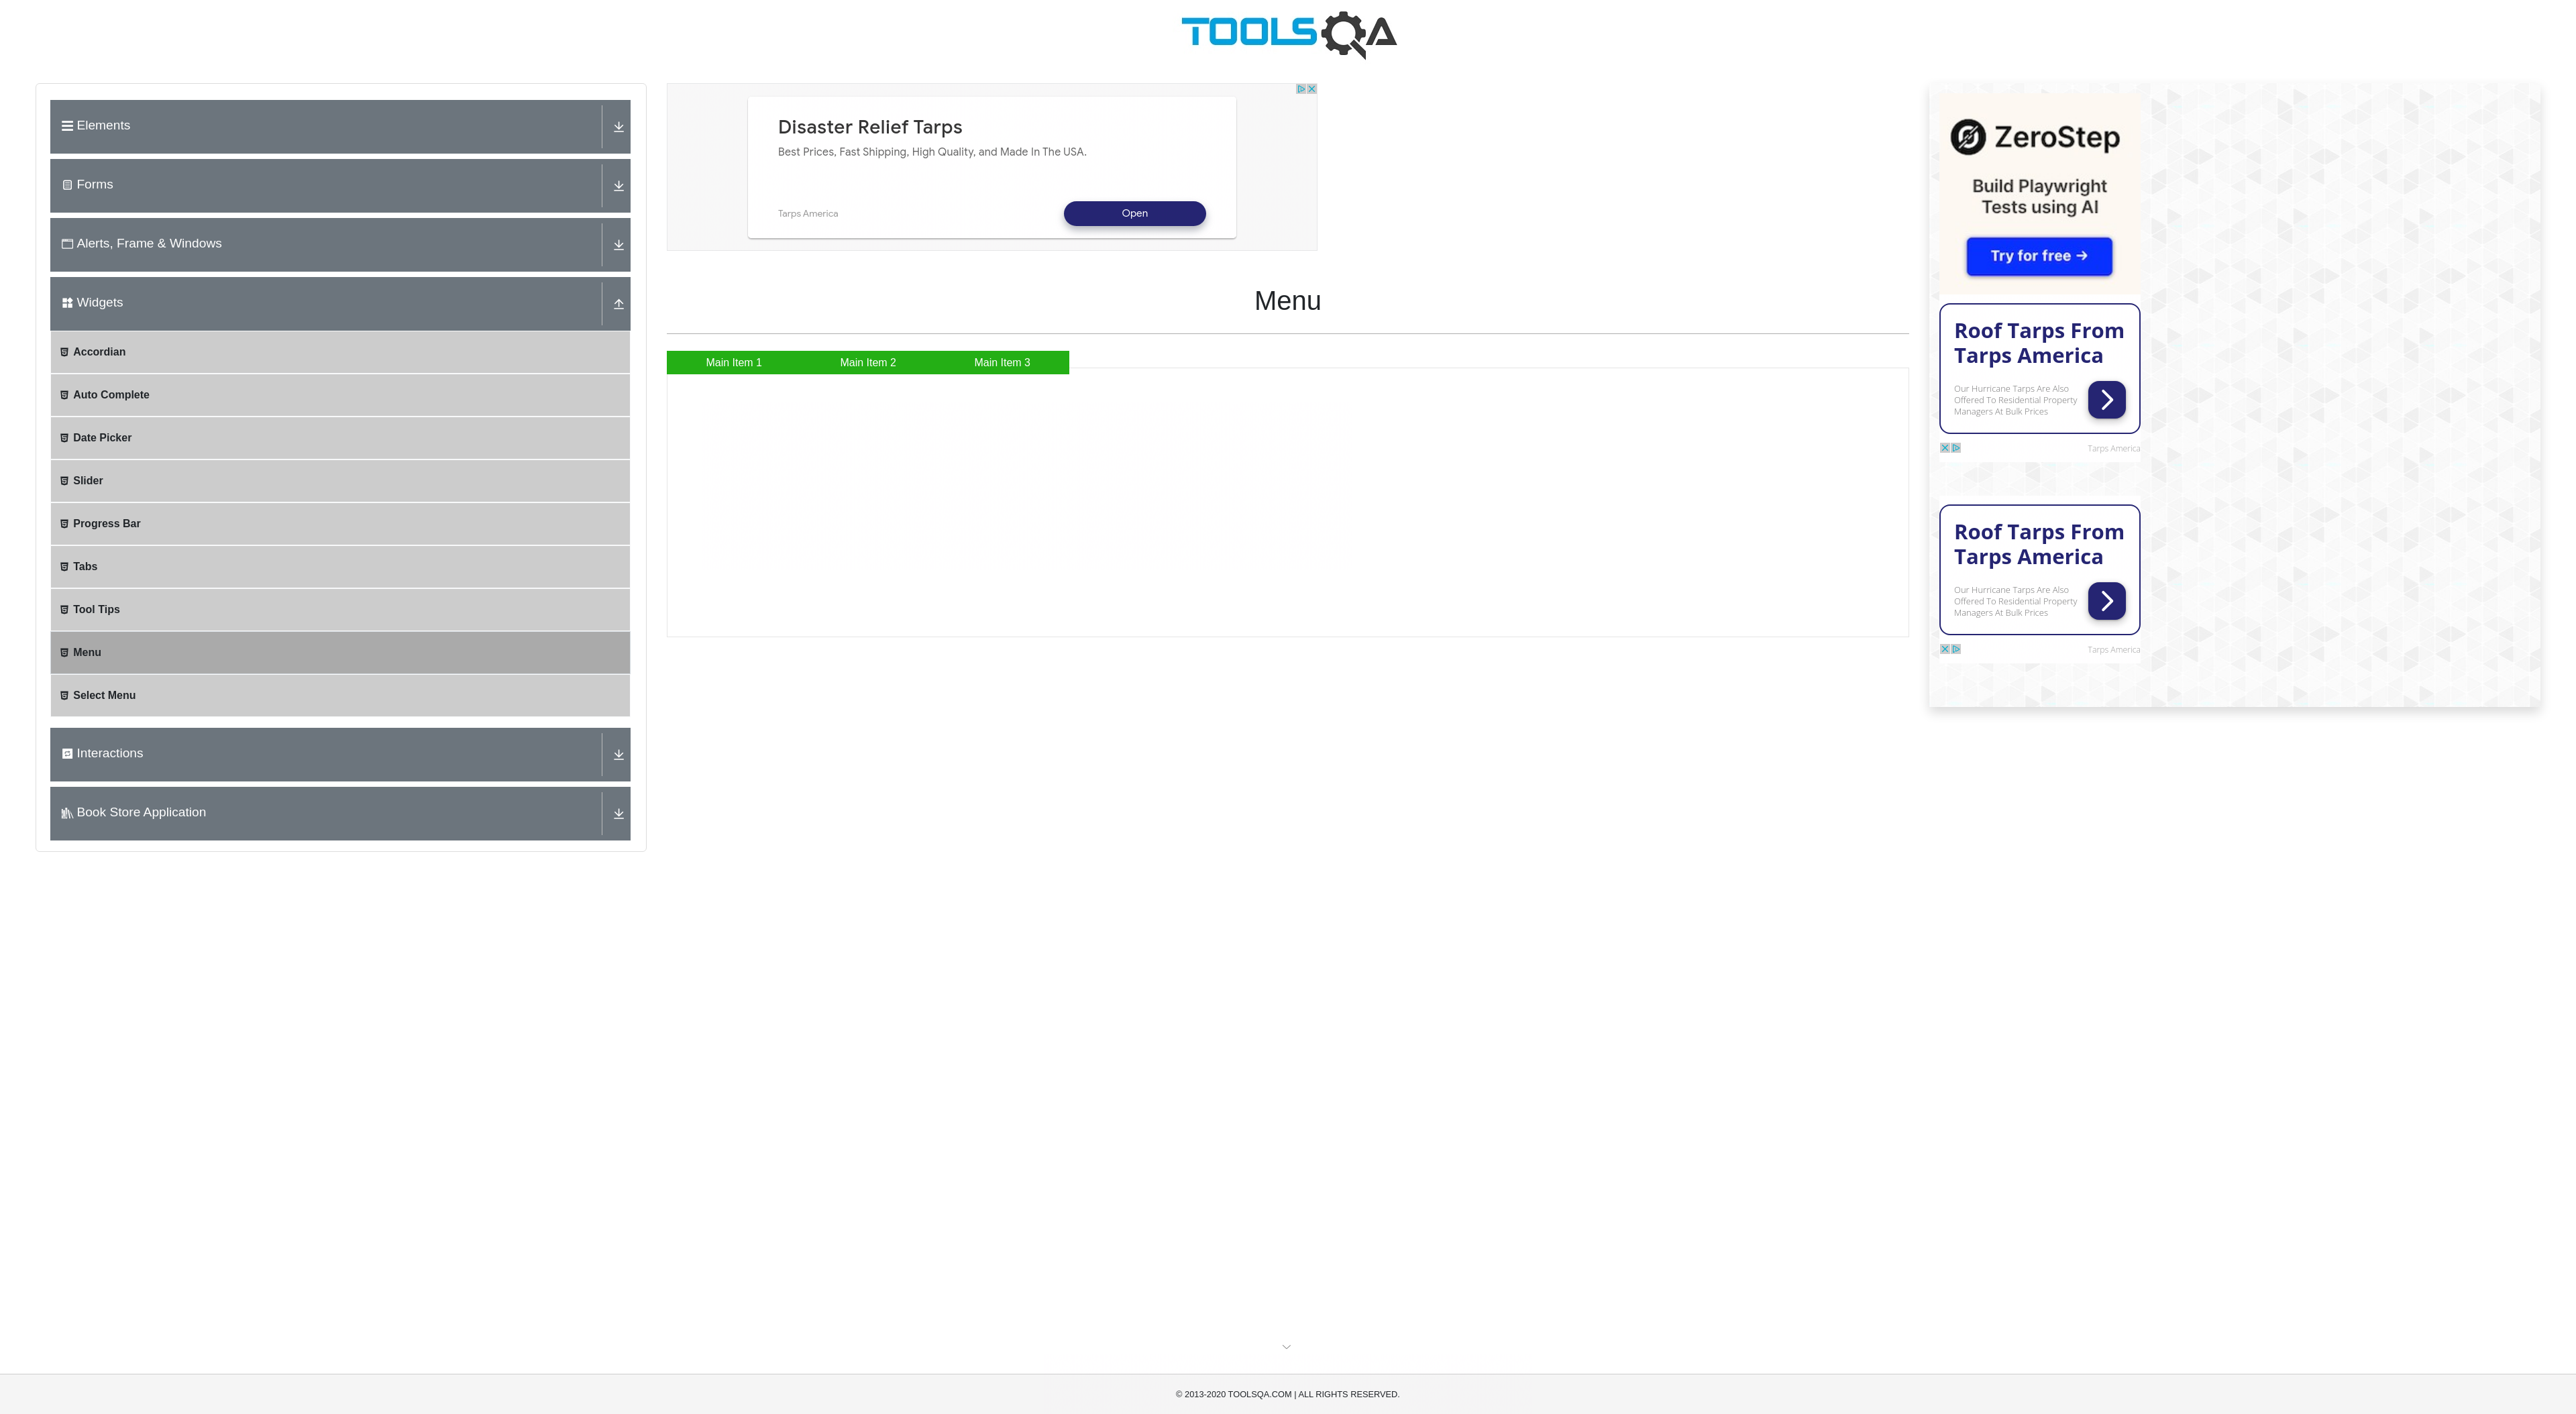 TOOLSQA
Elements
Forms
Alerts, Frame & Windows
Widgets
Accordian
Auto Complete
Date Picker
Slider
Progress Bar
Tabs
Tool Tips
Menu
Select Menu
Interactions
Book Store Application
Disaster Relief Tarps
Best Prices, Fast Shipping, High Quality, and Made In The USA.
Tarps America
Open
Menu
Main Item 1
Main Item 2
Main Item 3
ZeroStep
Build Playwright
Tests using AI
Try for free →
Roof Tarps From
Tarps America
Our Hurricane Tarps Are Also
Offered To Residential Property
Managers At Bulk Prices
Tarps America
Roof Tarps From
Tarps America
Our Hurricane Tarps Are Also
Offered To Residential Property
Managers At Bulk Prices
Tarps America
© 2013-2020 TOOLSQA.COM | ALL RIGHTS RESERVED.